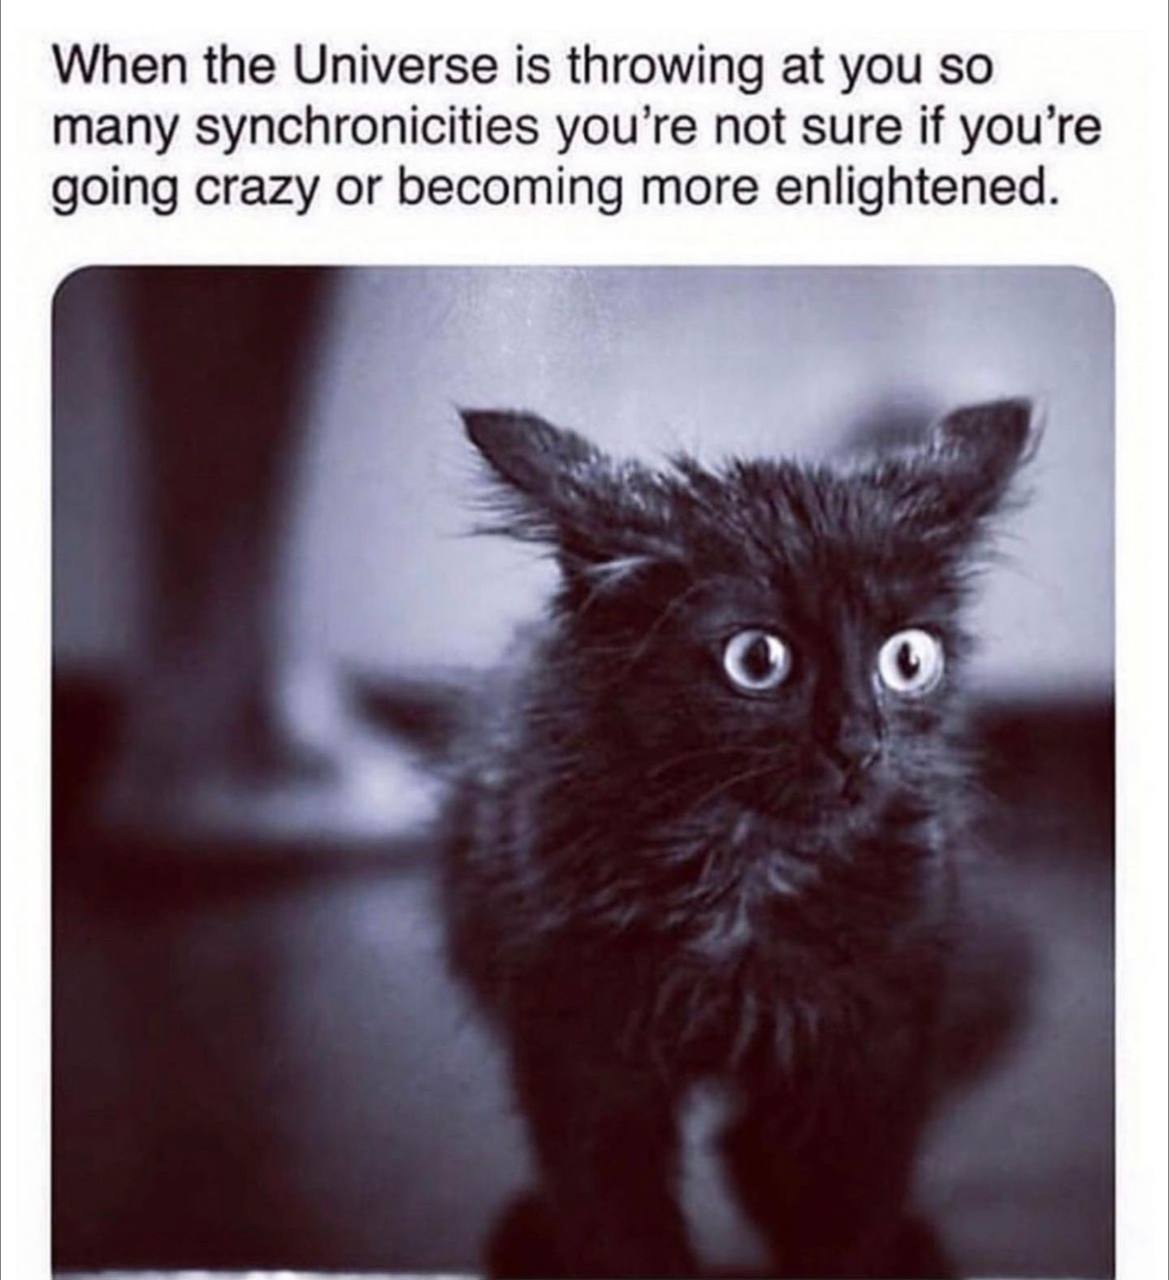 When the Universe is throwing at you so
many synchronicities you’re not sure if you’re
going crazy or becoming more enlightened.